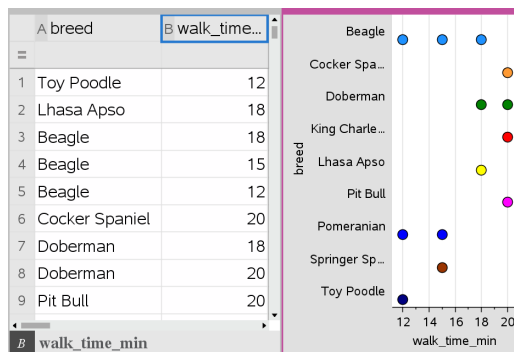 A breed B walk_time...
=
1 Toy Poodle 12
2 Lhasa Apso 18
3 Beagle 18
4 Beagle 15
5 Beagle 12
6 Cocker Spaniel 20
7 Doberman 18
8 Doberman 20
9 Pit Bull 20
B walk_time_min
breed
Beagle
Cocker Spa...
Doberman
King Charle...
Lhasa Apso
Pit Bull
Pomeranian
Springer Sp...
Toy Poodle
12 14 16 18 20
walk_time_min